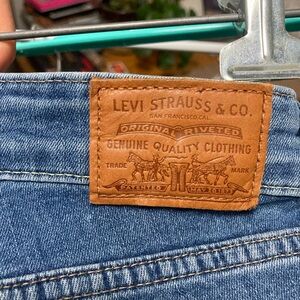 LEVI STRAUSS & CO.
SAN FRANCISCO CAL.
ORIGINAL RIVETED
GENUINE QUALITY CLOTHING
TRADE MARK
PATENTED MAY 20 1873